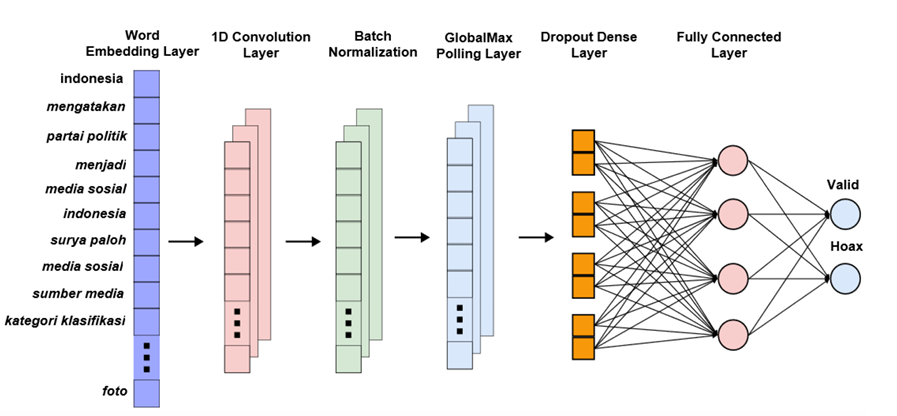 Word
Embedding Layer
1D Convolution
Layer
Batch
Normalization
GlobalMax
Polling Layer
Dropout Dense
Layer
Fully Connected
Layer
indonesia
mengatakan
partai politik
menjadi
media sosial
indonesia
surya paloh
media sosial
sumber media
kategori klasifikasi
foto
Valid
Hoax